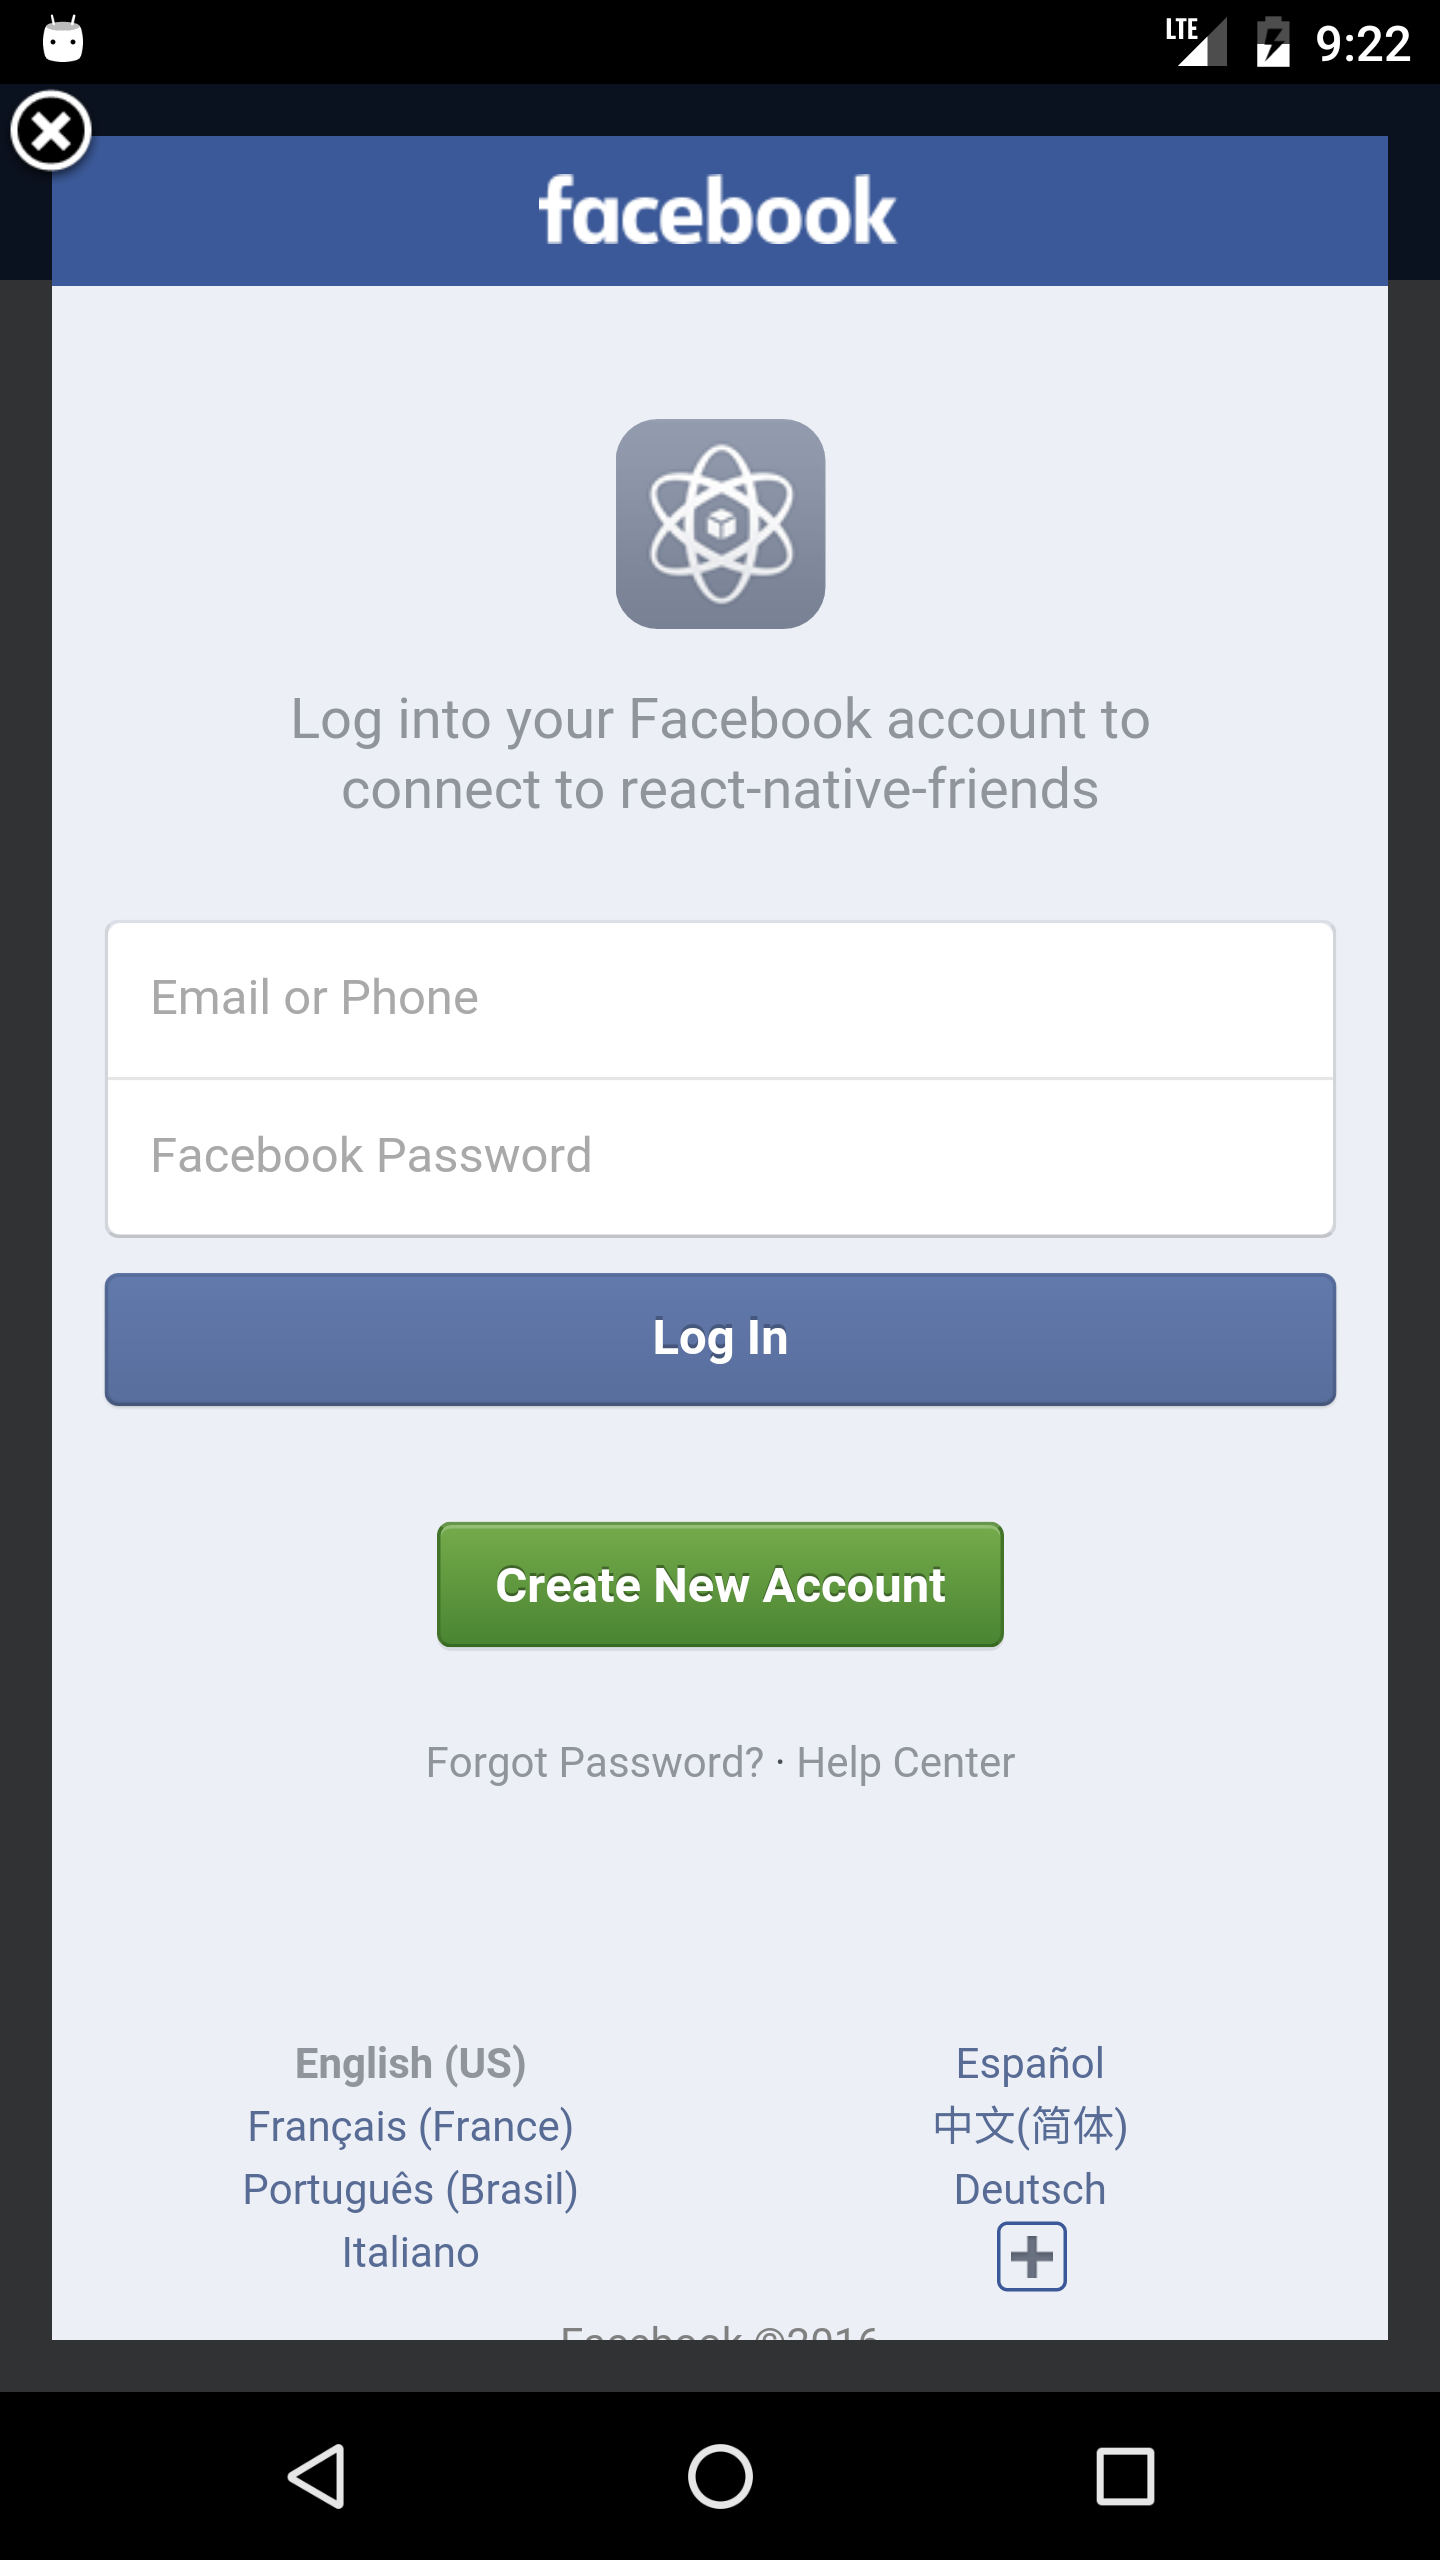 LTE 9:22
facebook
Log into your Facebook account to
connect to react-native-friends
Email or Phone
Facebook Password
Log In
Create New Account
Forgot Password? · Help Center
English (US)
Español
Français (France)
中文(简体)
Português (Brasil)
Deutsch
Italiano
Facebook ©2016